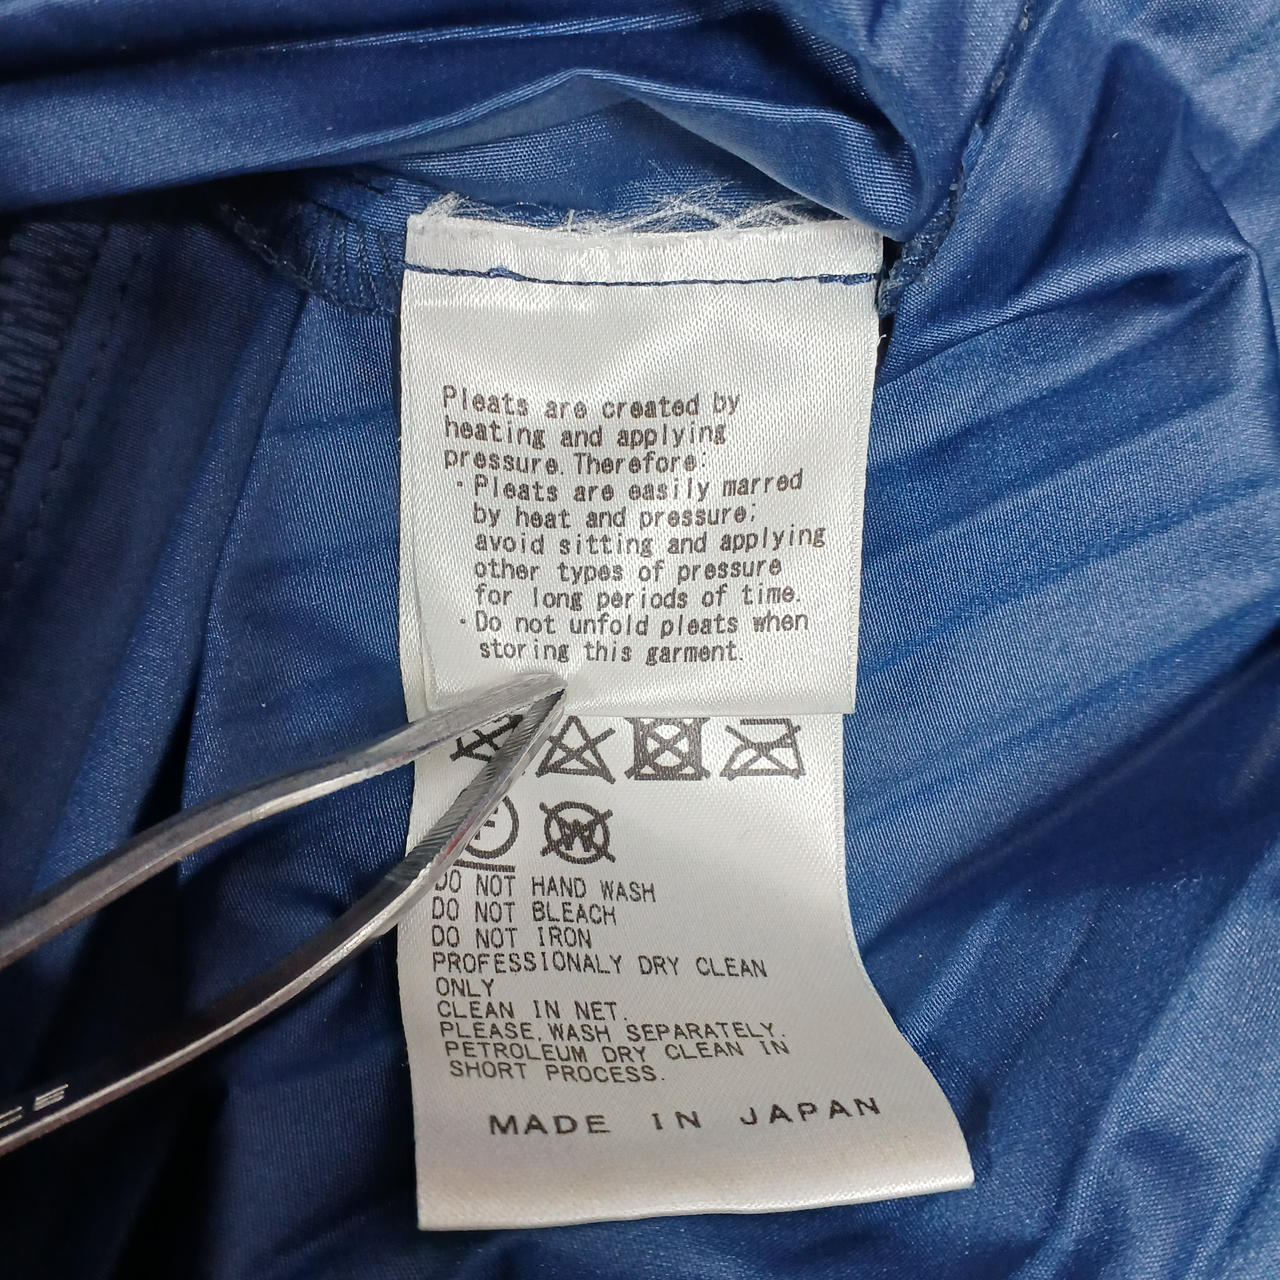 Pleats are created by
heating and applying
pressure. Therefore:
・Pleats are easily marred
by heat and pressure;
avoid sitting and applying
other types of pressure
for long periods of time.
・Do not unfold pleats when
storing this garment.
F
W
DO NOT HAND WASH
DO NOT BLEACH
DO NOT IRON
PROFESSIONALY DRY CLEAN
ONLY
CLEAN IN NET.
PLEASE.WASH SEPARATELY.
PETROLEUM DRY CLEAN IN
SHORT PROCESS.
MADE IN JAPAN